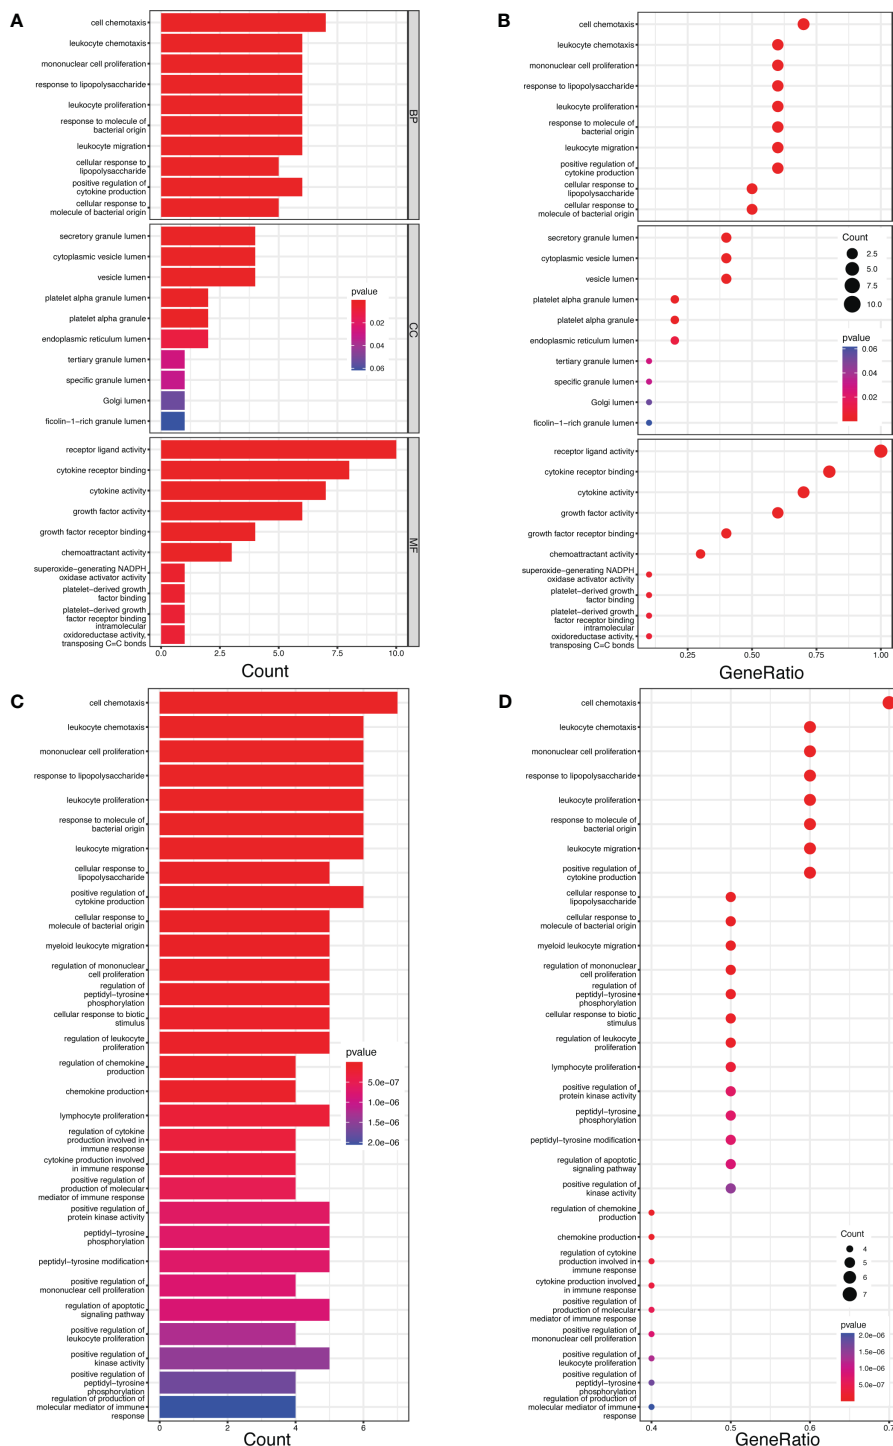 A
cell chemotaxis
leukocyte chemotaxis
mononuclear cell proliferation
response to lipopolysaccharide
leukocyte proliferation
response to molecule of
bacterial origin
leukocyte migration
cellular response to
lipopolysaccharide
positive regulation of
cytokine production
cellular response to
molecule of bacterial origin
BP
secretory granule lumen
cytoplasmic vesicle lumen
vesicle lumen
platelet alpha granule lumen
platelet alpha granule
endoplasmic reticulum lumen
tertiary granule lumen
specific granule lumen
Golgi lumen
ficolin−1−rich granule lumen
CC
pvalue
0.02
0.04
0.06
receptor ligand activity
cytokine receptor binding
cytokine activity
growth factor activity
growth factor receptor binding
chemoattractant activity
superoxide−generating NADPH
oxidase activator activity
platelet−derived growth
factor binding
platelet−derived growth
factor receptor binding
intramolecular
oxidoreductase activity,
transposing C=C bonds
MF
0.0 2.5 5.0 7.5 10.0
Count
B
cell chemotaxis
leukocyte chemotaxis
mononuclear cell proliferation
response to lipopolysaccharide
leukocyte proliferation
response to molecule of
bacterial origin
leukocyte migration
positive regulation of
cytokine production
cellular response to
lipopolysaccharide
cellular response to
molecule of bacterial origin
secretory granule lumen
cytoplasmic vesicle lumen
vesicle lumen
platelet alpha granule lumen
platelet alpha granule
endoplasmic reticulum lumen
tertiary granule lumen
specific granule lumen
Golgi lumen
ficolin−1−rich granule lumen
Count
2.5
5.0
7.5
10.0
pvalue
0.06
0.04
0.02
receptor ligand activity
cytokine receptor binding
cytokine activity
growth factor activity
growth factor receptor binding
chemoattractant activity
superoxide−generating NADPH
oxidase activator activity
platelet−derived growth
factor binding
platelet−derived growth
factor receptor binding
intramolecular
oxidoreductase activity,
transposing C=C bonds
0.25 0.50 0.75 1.00
GeneRatio
C
cell chemotaxis
leukocyte chemotaxis
mononuclear cell proliferation
response to lipopolysaccharide
leukocyte proliferation
response to molecule of
bacterial origin
leukocyte migration
cellular response to
lipopolysaccharide
positive regulation of
cytokine production
cellular response to
molecule of bacterial origin
myeloid leukocyte migration
regulation of mononuclear
cell proliferation
regulation of
peptidyl−tyrosine
phosphorylation
cellular response to biotic
stimulus
regulation of leukocyte
proliferation
regulation of chemokine
production
chemokine production
lymphocyte proliferation
regulation of cytokine
production involved in
immune response
cytokine production involved
in immune response
positive regulation of
production of molecular
mediator of immune response
positive regulation of
protein kinase activity
peptidyl−tyrosine
phosphorylation
peptidyl−tyrosine modification
positive regulation of
mononuclear cell proliferation
regulation of apoptotic
signaling pathway
positive regulation of
leukocyte proliferation
positive regulation of
kinase activity
positive regulation of
peptidyl−tyrosine
phosphorylation
regulation of production of
molecular mediator of immune
response
pvalue
5.0e−07
1.0e−06
1.5e−06
2.0e−06
0 2 4 6
Count
D
cell chemotaxis
leukocyte chemotaxis
mononuclear cell proliferation
response to lipopolysaccharide
leukocyte proliferation
response to molecule of
bacterial origin
leukocyte migration
positive regulation of
cytokine production
cellular response to
lipopolysaccharide
cellular response to
molecule of bacterial origin
myeloid leukocyte migration
regulation of mononuclear
cell proliferation
regulation of
peptidyl−tyrosine
phosphorylation
cellular response to biotic
stimulus
regulation of leukocyte
proliferation
lymphocyte proliferation
positive regulation of
protein kinase activity
peptidyl−tyrosine
phosphorylation
peptidyl−tyrosine modification
regulation of apoptotic
signaling pathway
positive regulation of
kinase activity
regulation of chemokine
production
chemokine production
regulation of cytokine
production involved in
immune response
cytokine production involved
in immune response
positive regulation of
production of molecular
mediator of immune response
positive regulation of
mononuclear cell proliferation
positive regulation of
leukocyte proliferation
positive regulation of
peptidyl−tyrosine
phosphorylation
regulation of production of
molecular mediator of immune
response
Count
4
5
6
7
pvalue
2.0e−06
1.5e−06
1.0e−06
5.0e−07
0.4 0.5 0.6 0.7
GeneRatio